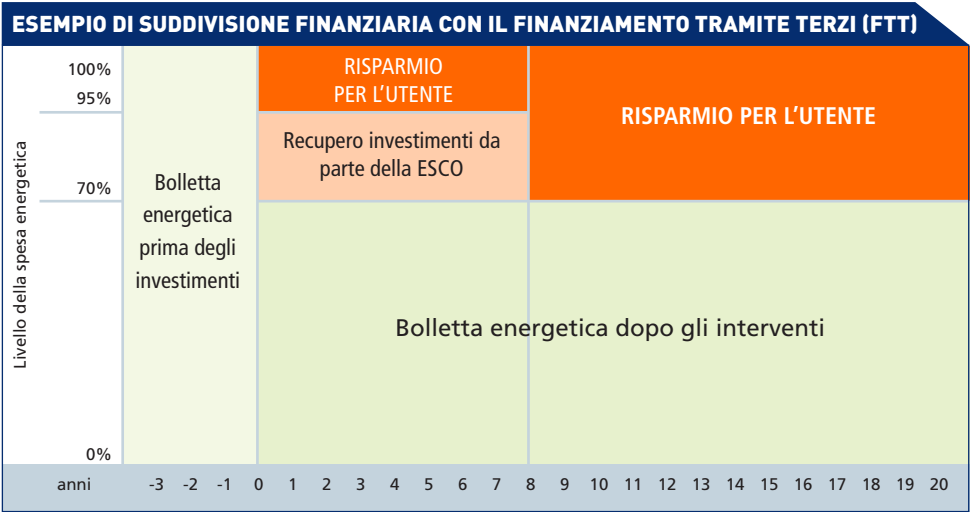 ESEMPIO DI SUDDIVISIONE FINANZIARIA CON IL FINANZIAMENTO TRAMITE TERZI (FTT)
Livello della spesa energetica
100%
95%
70%
0%
Bolletta
energetica
prima degli
investimenti
RISPARMIO
PER L'UTENTE
Recupero investimenti da
parte della ESCO
RISPARMIO PER L'UTENTE
Bolletta energetica dopo gli interventi
anni -3 -2 -1 0 1 2 3 4 5 6 7 8 9 10 11 12 13 14 15 16 17 18 19 20